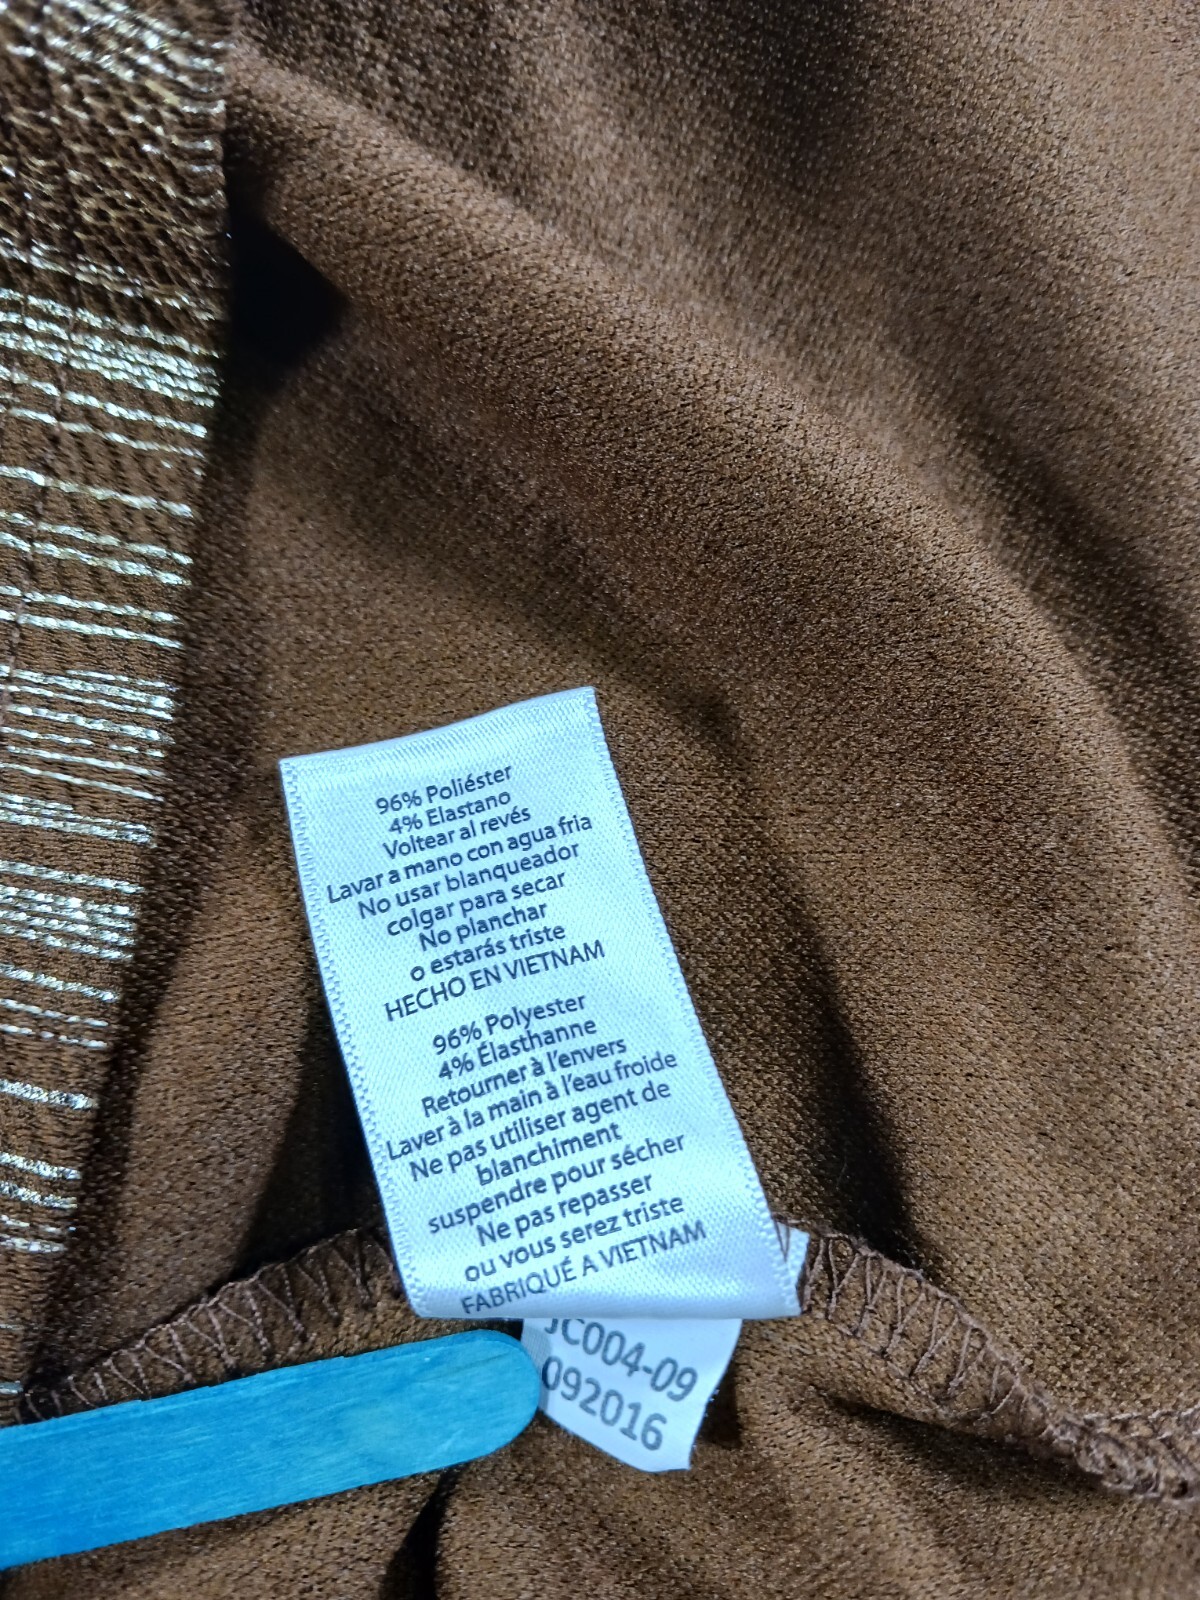 96% Poliéster
4% Elastano
Voltear al revés
Lavar a mano con agua fria
No usar blanqueador
colgar para secar
No planchar
o estarás triste
HECHO EN VIETNAM
96% Polyester
4% Élasthanne
Retourner à l'envers
Laver à la main à l'eau froide
Ne pas utiliser agent de
blanchiment
suspendre pour sécher
Ne pas repasser
ou vous serez triste
FABRIQUÉ A VIETNAM
JC004-09
092016